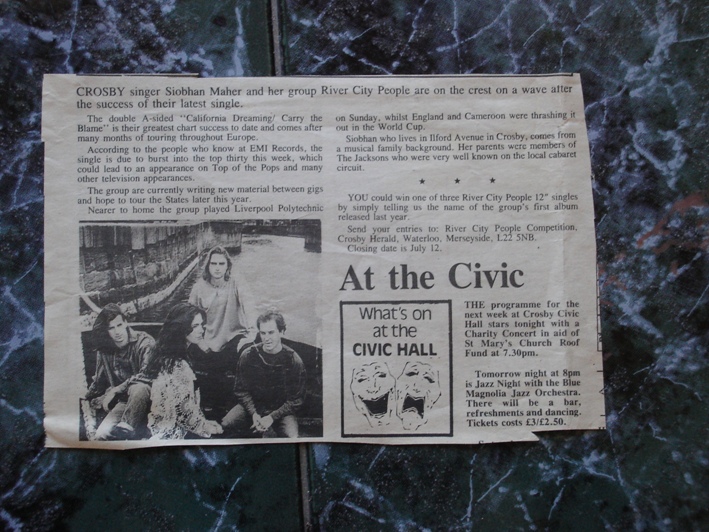 CROSBY singer Siobhan Maher and her group River City People are on the crest on a wave after
the success of their latest single.
The double A-sided "California Dreaming/ Carry the
Blame" is their greatest chart success to date and comes after
many months of touring throughout Europe.
According to the people who know at EMI Records, the
single is due to burst into the top thirty this week, which
could lead to an appearance on Top of the Pops and many
other television appearances.
The group are currently writing new material between gigs
and hope to tour the States later this year.
Nearer to home the group played Liverpool Polytechnic
on Sunday, whilst England and Cameroon were thrashing it
out in the World Cup.
Siobhan who lives in Ilford Avenue in Crosby, comes from
a musical family background. Her parents were members of
The Jacksons who were very well known on the local cabaret
circuit.
★ ★ ★
YOU could win one of three River City People 12" singles
by simply telling us the name of the group's first album
released last year.
Send your entries to: River City People Competition,
Crosby Herald, Waterloo, Merseyside, L22 5NB.
Closing date is July 12.
At the Civic
What's on
at the
CIVIC HALL
THE programme for the
next week at Crosby Civic
Hall stars tonight with a
Charity Concert in aid of
St Mary's Church Roof
Fund at 7.30pm.
Tomorrow night at 8pm
is Jazz Night with the Blue
Magnolia Jazz Orchestra.
There will be a bar,
refreshments and dancing.
Tickets costs £3/£2.50.